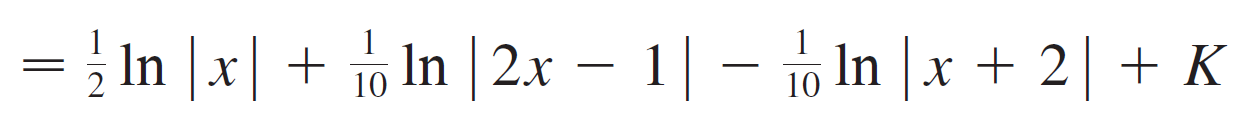 = 1/2 ln |x| + 1/10 ln |2x − 1| − 1/10 ln |x + 2| + K